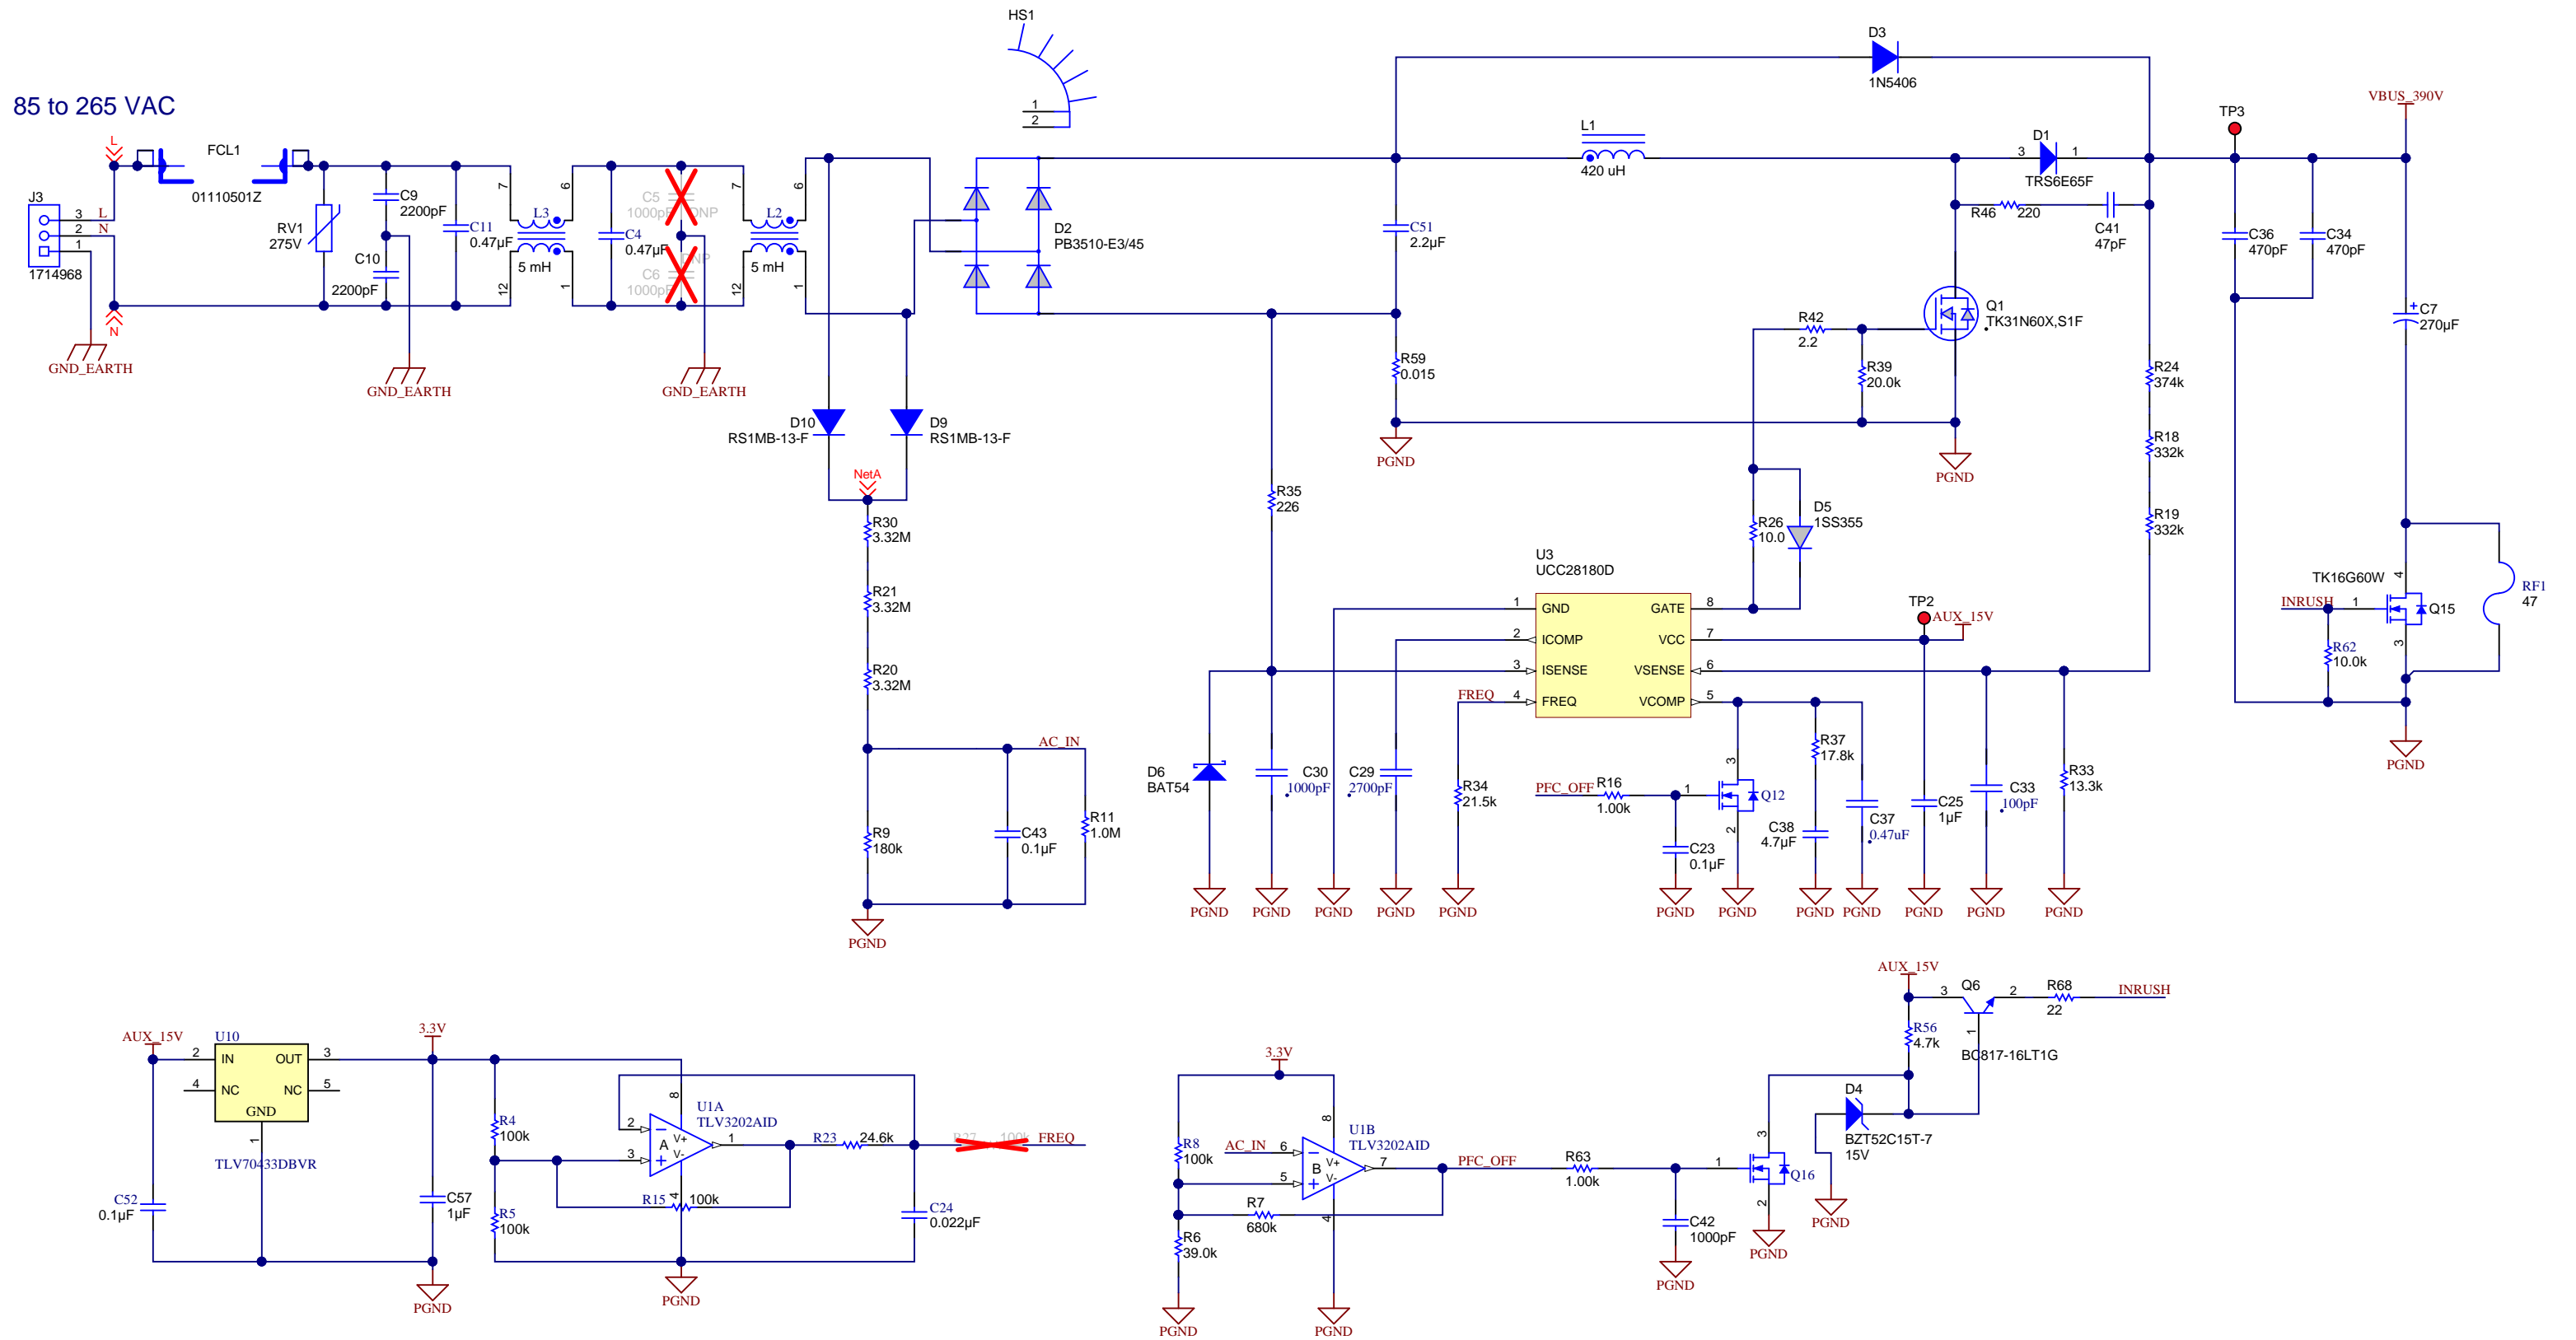 HS1
1
2
85 to 265 VAC
L
FCL1
01110501Z
J3
3
L
2
N
1
1714968
N
GND_EARTH
RV1
275V
C9
2200pF
C10
2200pF
GND_EARTH
C11
0.47µF
7
L3
6
5 mH
12
1
C4
0.47µF
C5
1000pF
DNP
C6
1000pF
DNP
GND_EARTH
7
L2
6
5 mH
12
1
D2
PB3510-E3/45
D10
RS1MB-13-F
D9
RS1MB-13-F
NetA
R30
3.32M
R21
3.32M
R20
3.32M
AC_IN
R9
180k
C43
0.1µF
R11
1.0M
PGND
D3
1N5406
L1
420 uH
C51
2.2µF
R59
0.015
PGND
R35
226
D1
3
1
TRS6E65F
R46
220
C41
47pF
Q1
TK31N60X,S1F
R42
2.2
R39
20.0k
PGND
R24
374k
R18
332k
R19
332k
TP3
VBUS_390V
C36
470pF
C34
470pF
C7
270µF
TK16G60W
INRUSH
1
4
3
Q15
R62
10.0k
RF1
47
PGND
R26
10.0
D5
1SS355
U3
UCC28180D
1
GND
GATE
8
2
ICOMP
VCC
7
3
ISENSE
VSENSE
6
FREQ
4
FREQ
VCOMP
5
TP2
AUX_15V
D6
BAT54
C30
1000pF
C29
2700pF
R34
21.5k
PFC_OFF
R16
1.00k
1
3
2
Q12
C23
0.1µF
R37
17.8k
C38
4.7µF
C37
0.47uF
C25
1µF
C33
100pF
R33
13.3k
PGND
PGND
PGND
PGND
PGND
PGND
PGND
PGND
PGND
PGND
PGND
PGND
AUX_15V
U10
2
IN
OUT
3
4
NC
NC
5
GND
1
TLV70433DBVR
C52
0.1µF
3.3V
C57
1µF
PGND
R4
100k
R5
100k
U1A
TLV3202AID
8
2
3
A
V+
V-
1
4
R15
100k
R23
24.6k
R27
100k
FREQ
C24
0.022µF
PGND
3.3V
R8
100k
AC_IN
6
5
8
U1B
TLV3202AID
B
V+
V-
7
4
R7
680k
R6
39.0k
PGND
PGND
PFC_OFF
R63
1.00k
C42
1000pF
PGND
1
3
2
Q16
PGND
AUX_15V
R56
4.7k
3
Q6
2
1
BC817-16LT1G
R68
22
INRUSH
D4
BZT52C15T-7
15V
PGND